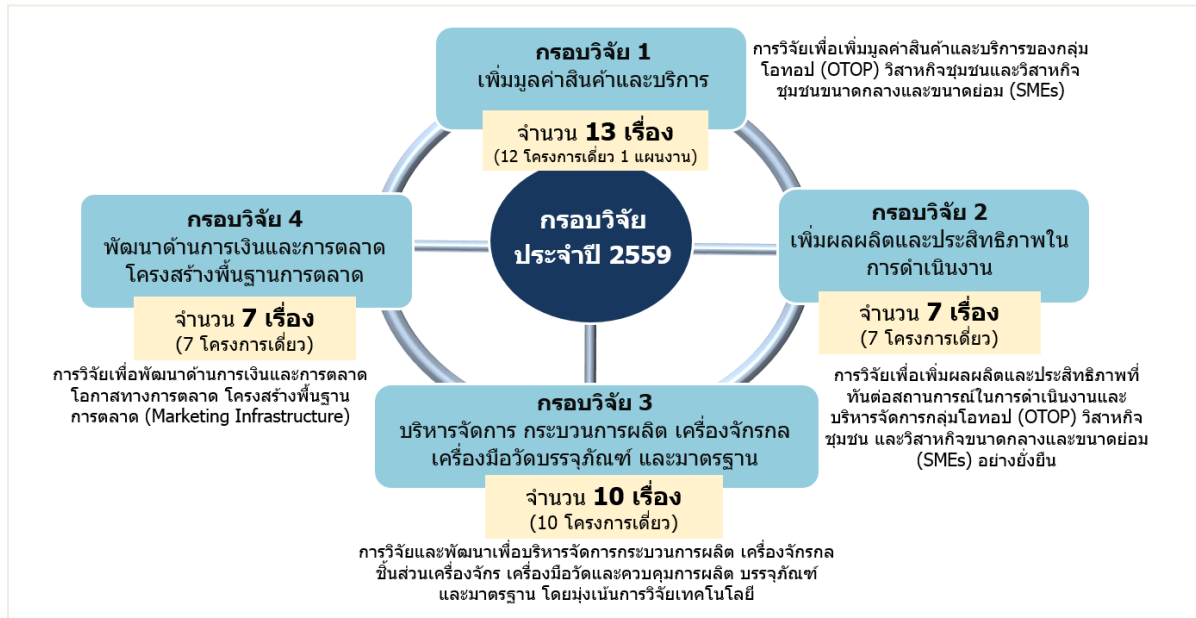 กรอบวิจัย 1
เพิ่มมูลค่าสินค้าและบริการ
จำนวน 13 เรื่อง
(12 โครงการเดี่ยว 1 แผนงาน)
การวิจัยเพื่อเพิ่มมูลค่าสินค้าและบริการของกลุ่ม
โอทอป (OTOP) วิสาหกิจชุมชนและวิสาหกิจ
ชุมชนขนาดกลางและขนาดย่อม (SMEs)
กรอบวิจัย
ประจำปี 2559
กรอบวิจัย 2
เพิ่มผลผลิตและประสิทธิภาพใน
การดำเนินงาน
จำนวน 7 เรื่อง
(7 โครงการเดี่ยว)
การวิจัยเพื่อเพิ่มผลผลิตและประสิทธิภาพที่
ทันต่อสถานการณ์ในการดำเนินงานและ
บริหารจัดการกลุ่มโอทอป (OTOP) วิสาหกิจ
ชุมชน และวิสาหกิจขนาดกลางและขนาดย่อม
(SMEs) อย่างยั่งยืน
กรอบวิจัย 3
บริหารจัดการ กระบวนการผลิต เครื่องจักรกล
เครื่องมือวัดบรรจุภัณฑ์ และมาตรฐาน
จำนวน 10 เรื่อง
(10 โครงการเดี่ยว)
การวิจัยและพัฒนาเพื่อบริหารจัดการกระบวนการผลิต เครื่องจักรกล
ชิ้นส่วนเครื่องจักร เครื่องมือวัดและควบคุมการผลิต บรรจุภัณฑ์
และมาตรฐาน โดยมุ่งเน้นการวิจัยเทคโนโลยี
กรอบวิจัย 4
พัฒนาด้านการเงินและการตลาด
โครงสร้างพื้นฐานการตลาด
จำนวน 7 เรื่อง
(7 โครงการเดี่ยว)
การวิจัยเพื่อพัฒนาด้านการเงินและการตลาด
โอกาสทางการตลาด โครงสร้างพื้นฐาน
การตลาด (Marketing Infrastructure)